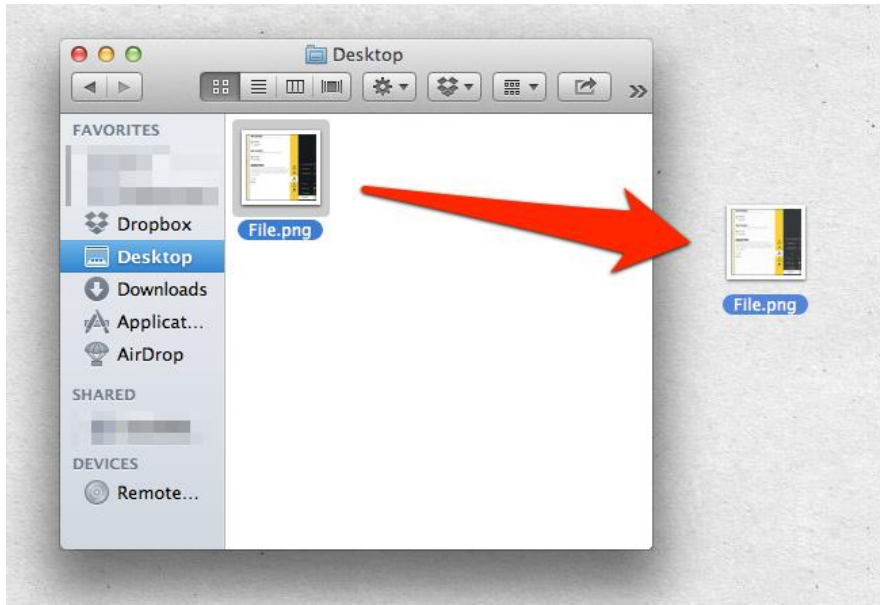 Desktop
FAVORITES
Dropbox
Desktop
Downloads
Applicat...
AirDrop
SHARED
DEVICES
Remote...
File.png
File.png